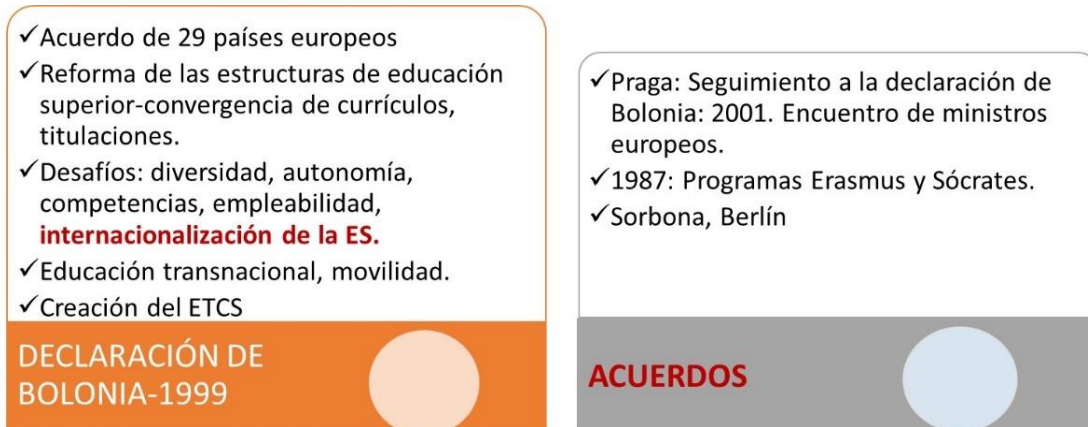 ✓Acuerdo de 29 países europeos
✓Reforma de las estructuras de educación
superior-convergencia de currículos,
titulaciones.
✓Desafíos: diversidad, autonomía,
competencias, empleabilidad,
internacionalización de la ES.
✓Educación transnacional, movilidad.
✓Creación del ETCS
DECLARACIÓN DE
BOLONIA-1999
✓Praga: Seguimiento a la declaración de
Bolonia: 2001. Encuentro de ministros
europeos.
✓1987: Programas Erasmus y Sócrates.
✓Sorbona, Berlín
ACUERDOS